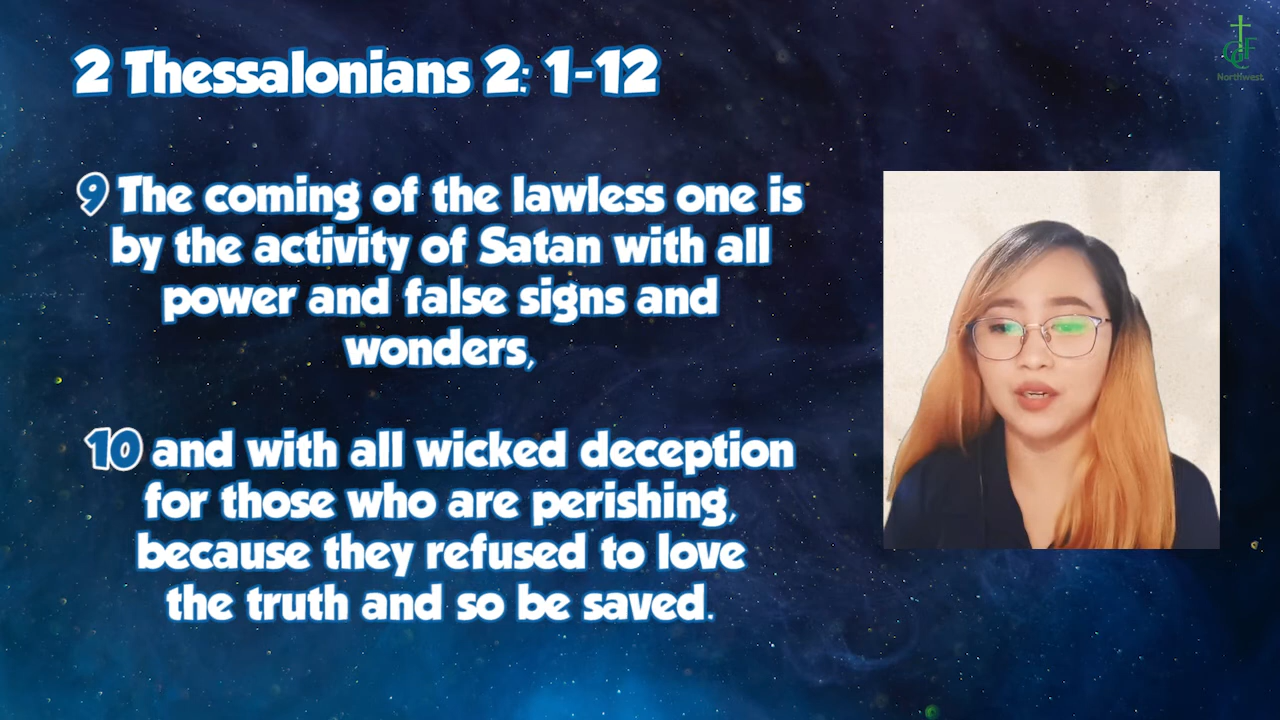 2 Thessalonians 2: 1-12
9 The coming of the lawless one is
by the activity of Satan with all
power and false signs and
wonders,
10 and with all wicked deception
for those who are perishing,
because they refused to love
the truth and so be saved.
Northwest